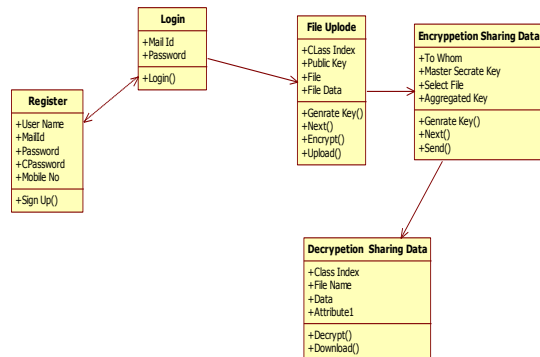 Login
+Mail Id
+Password
+Login()
Register
+User Name
+MailId
+Password
+CPassword
+Mobile No
+Sign Up()
File Uplode
+CLass Index
+Public Key
+File
+File Data
+Genrate Key()
+Next()
+Encrypt()
+Upload()
Encryppetion Sharing Data
+To Whom
+Master Secrate Key
+Select File
+Aggregated Key
+Genrate Key()
+Next()
+Send()
Decrypetion Sharing Data
+Class Index
+File Name
+Data
+Attribute1
+Decrypt()
+Download()